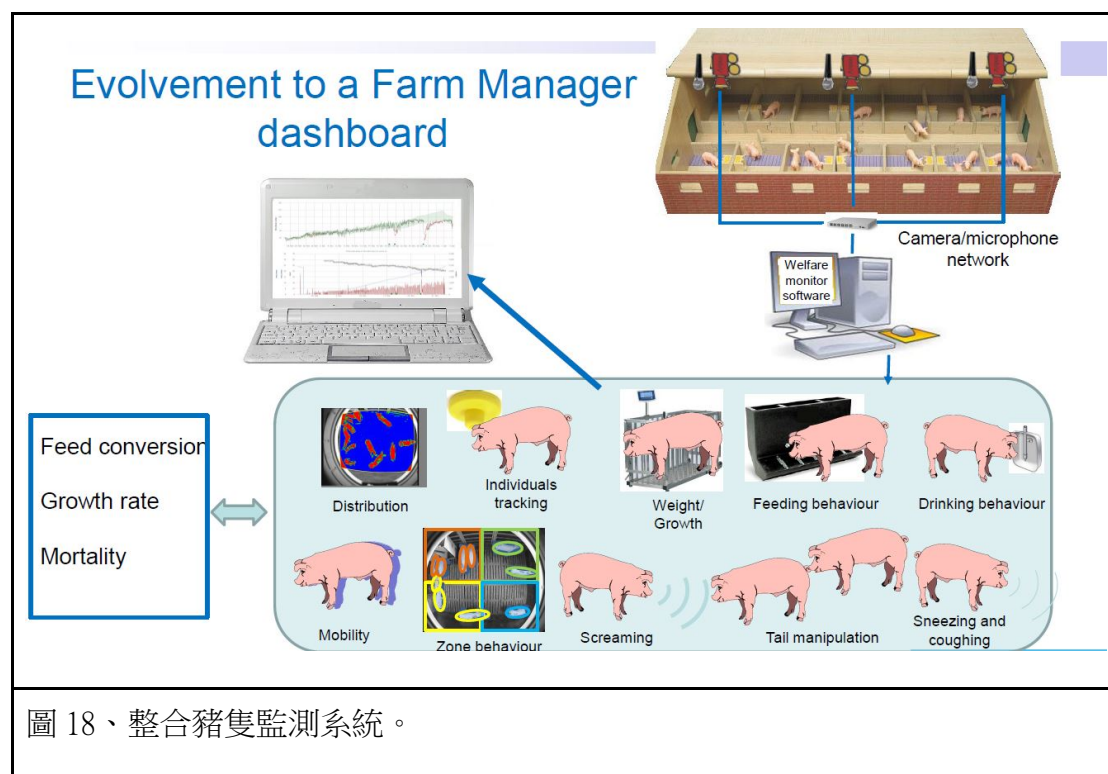 Evolvement to a Farm Manager
dashboard
Camera/microphone
network
Welfare
monitor
software
Feed conversion
Growth rate
Mortality
Distribution
Individuals
tracking
Weight/
Growth
Feeding behaviour
Drinking behaviour
Mobility
Zone behaviour
Screaming
Tail manipulation
Sneezing and
coughing
圖 18、整合豬隻監測系統。